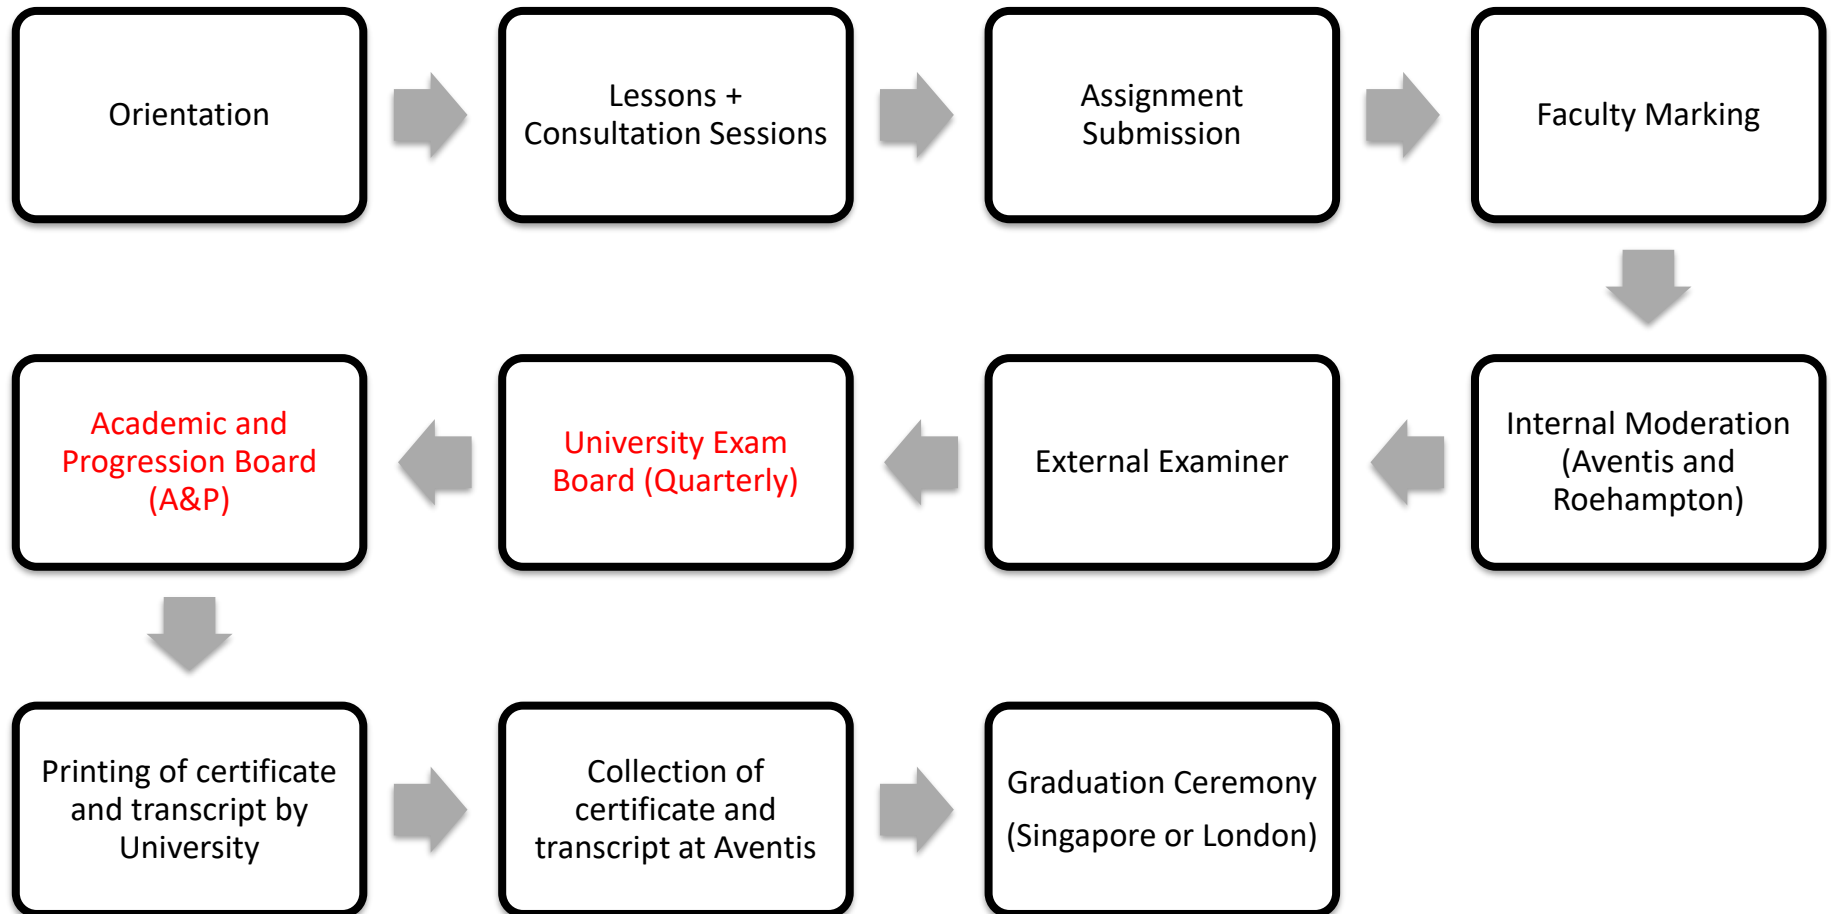 Orientation
Lessons +
Consultation Sessions
Assignment
Submission
Faculty Marking
Internal Moderation
(Aventis and
Roehampton)
External Examiner
University Exam
Board (Quarterly)
Academic and
Progression Board
(A&P)
Printing of certificate
and transcript by
University
Collection of
certificate and
transcript at Aventis
Graduation Ceremony
(Singapore or London)